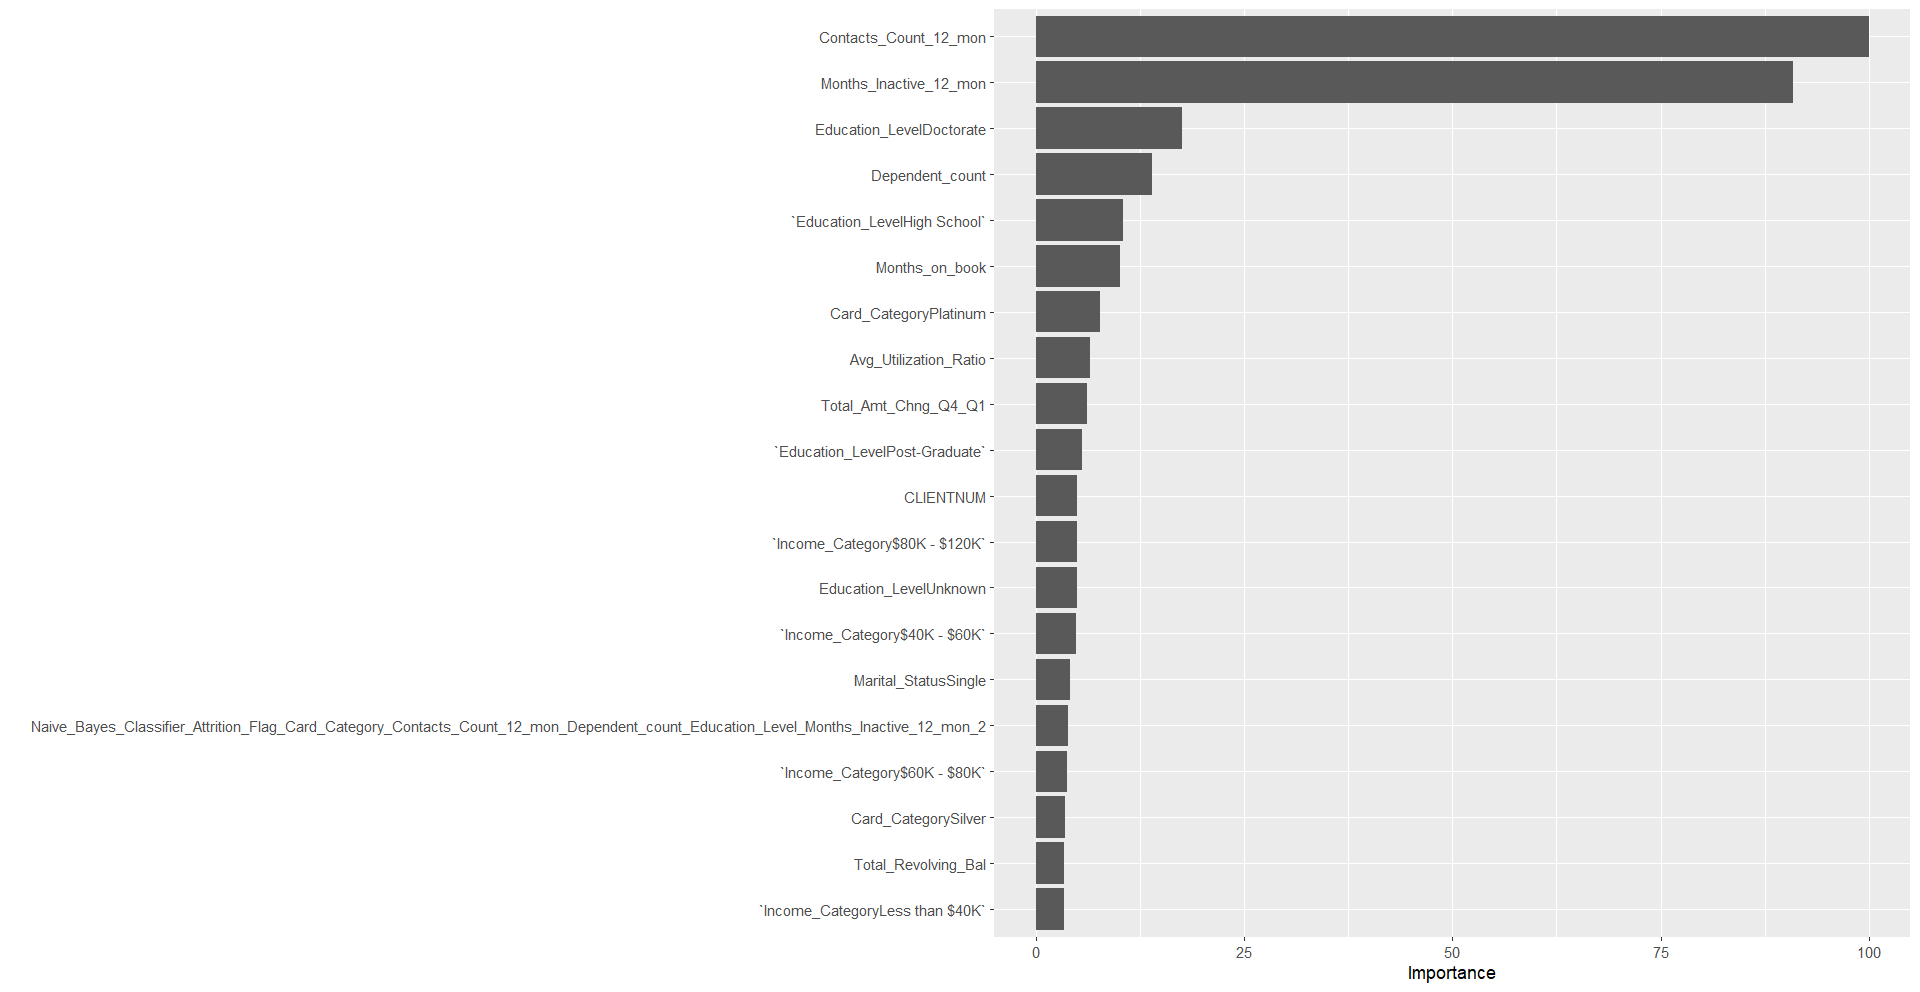 Contacts_Count_12_mon
Months_Inactive_12_mon
Education_LevelDoctorate
Dependent_count
`Education_LevelHigh School`
Months_on_book
Card_CategoryPlatinum
Avg_Utilization_Ratio
Total_Amt_Chng_Q4_Q1
`Education_LevelPost-Graduate`
CLIENTNUM
`Income_Category$80K - $120K`
Education_LevelUnknown
`Income_Category$40K - $60K`
Marital_StatusSingle
Naive_Bayes_Classifier_Attrition_Flag_Card_Category_Contacts_Count_12_mon_Dependent_count_Education_Level_Months_Inactive_12_mon_2
`Income_Category$60K - $80K`
Card_CategorySilver
Total_Revolving_Bal
`Income_CategoryLess than $40K`
0 25 50 75 100
Importance